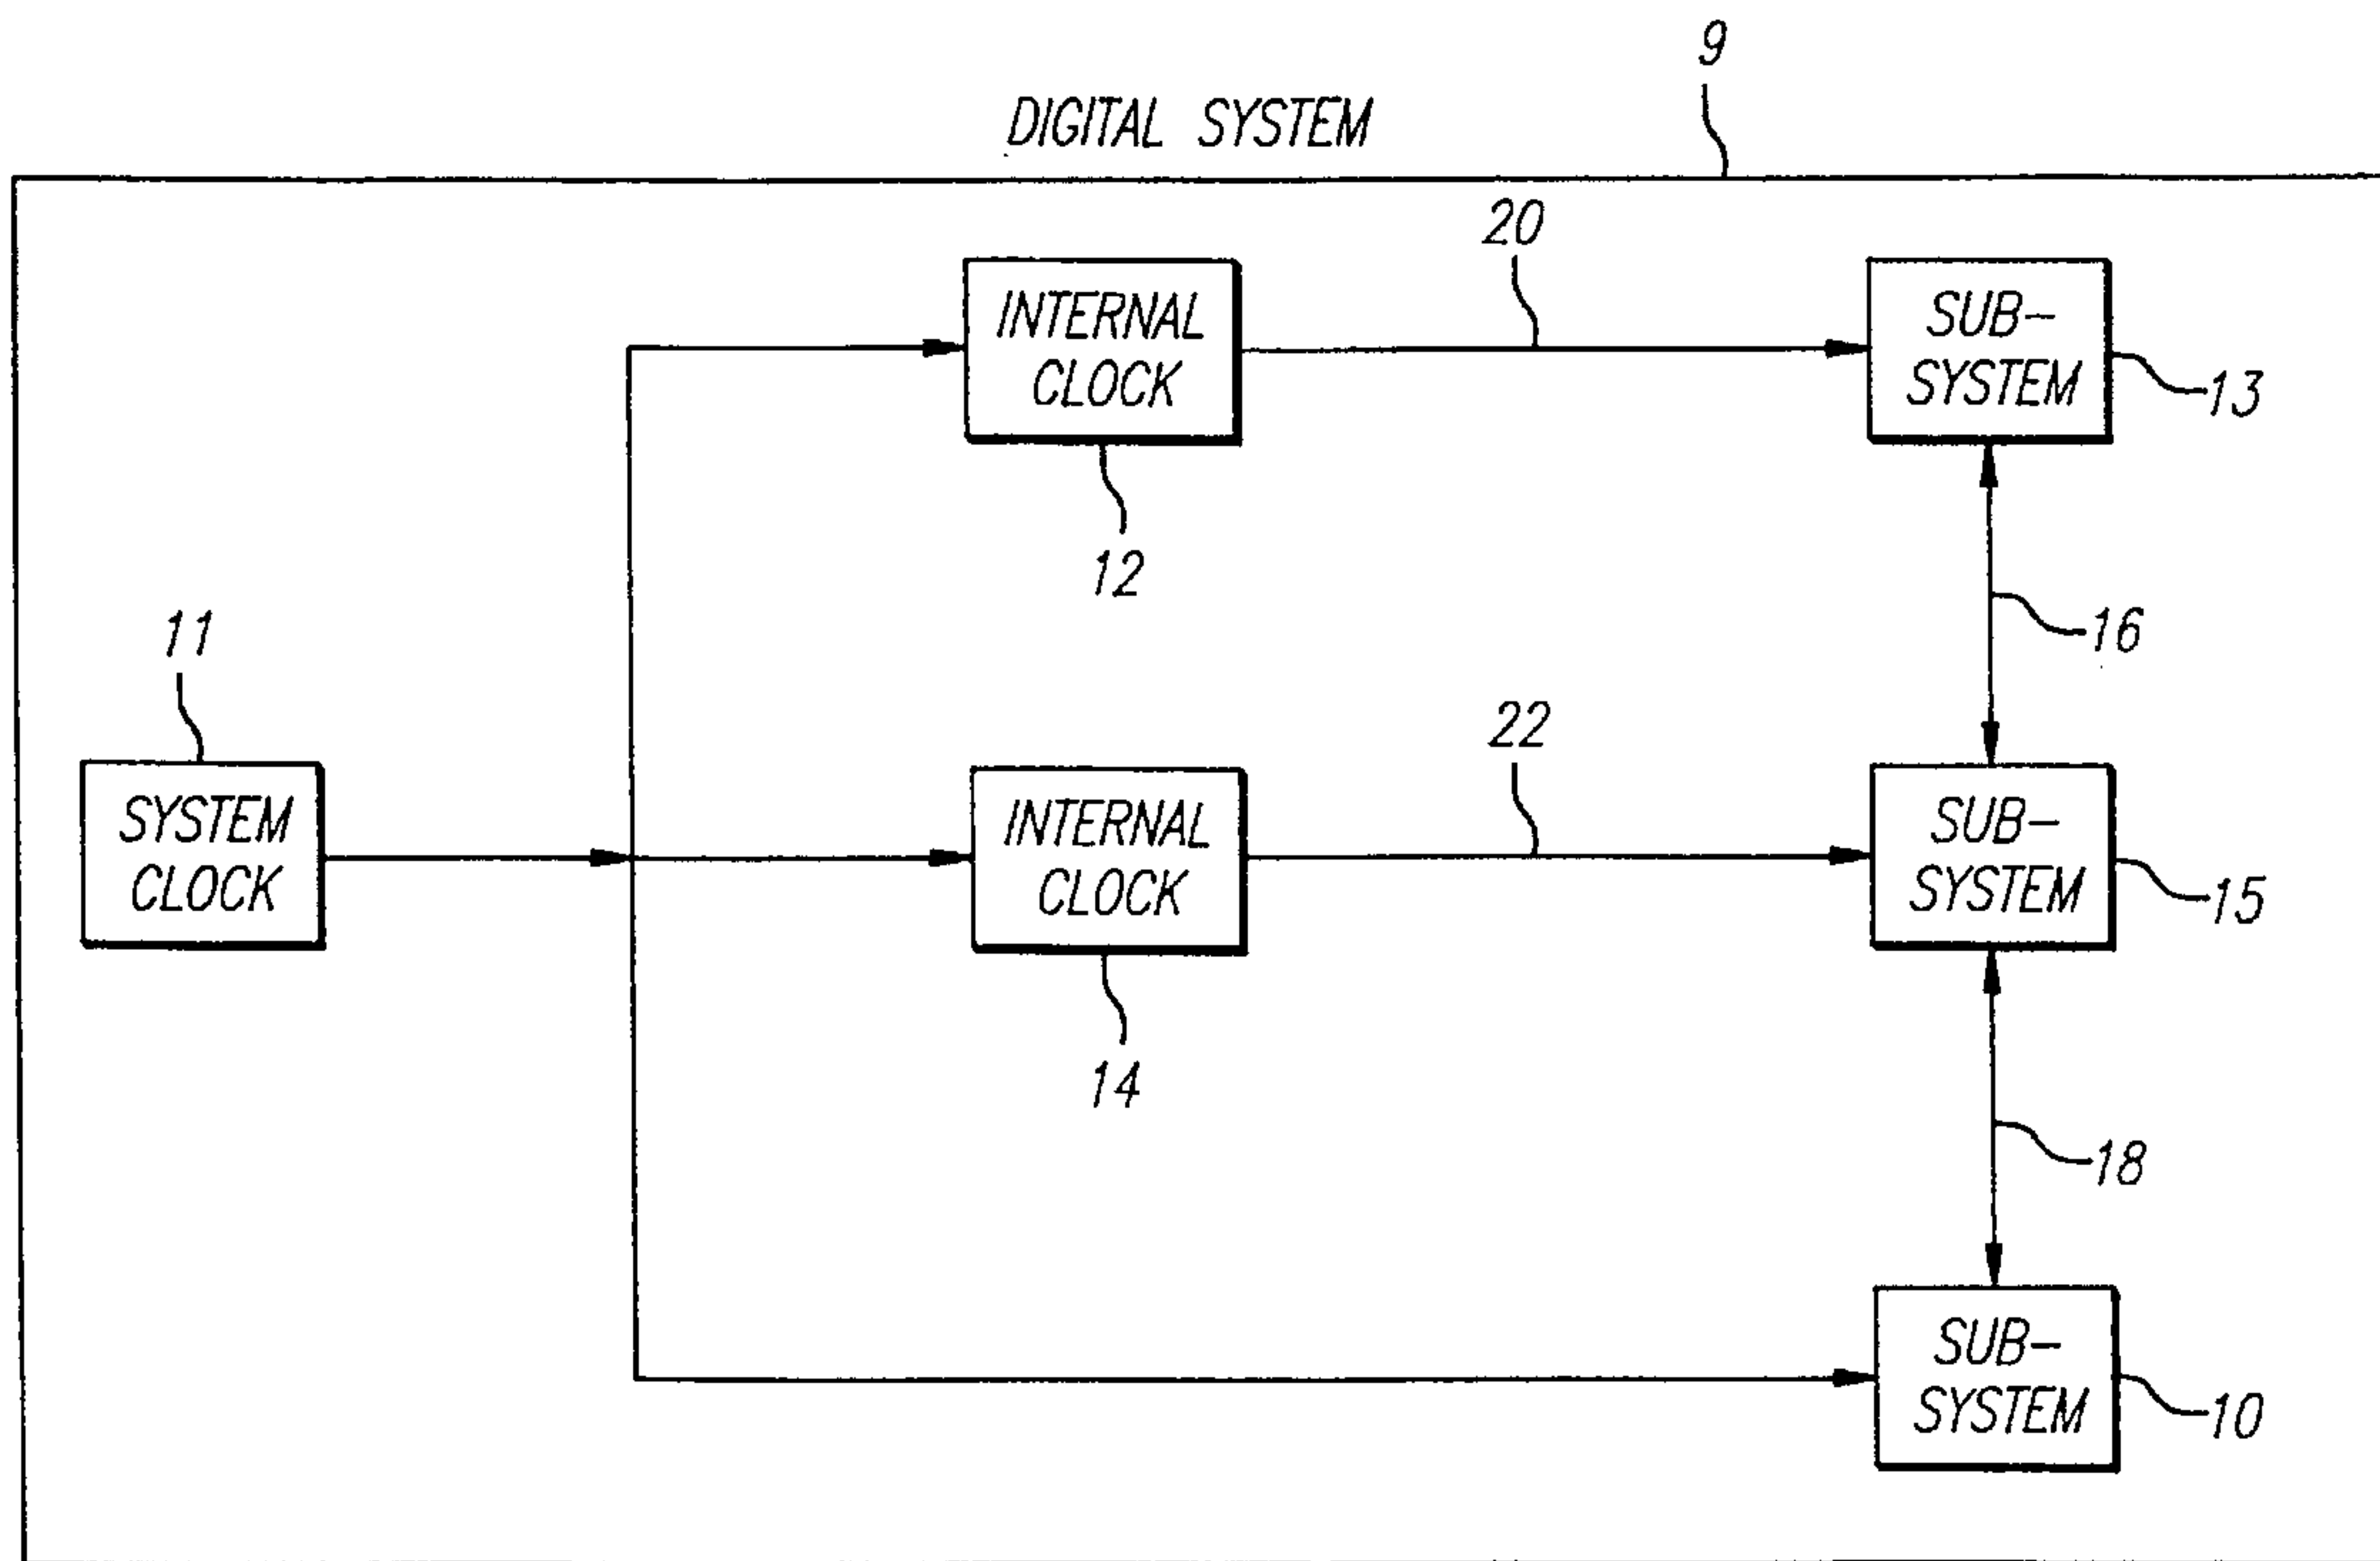 9
DIGITAL SYSTEM
20
INTERNAL
CLOCK
SUB-
SYSTEM
13
12
11
16
22
SYSTEM
CLOCK
INTERNAL
CLOCK
SUB-
SYSTEM
15
14
18
SUB-
SYSTEM
10